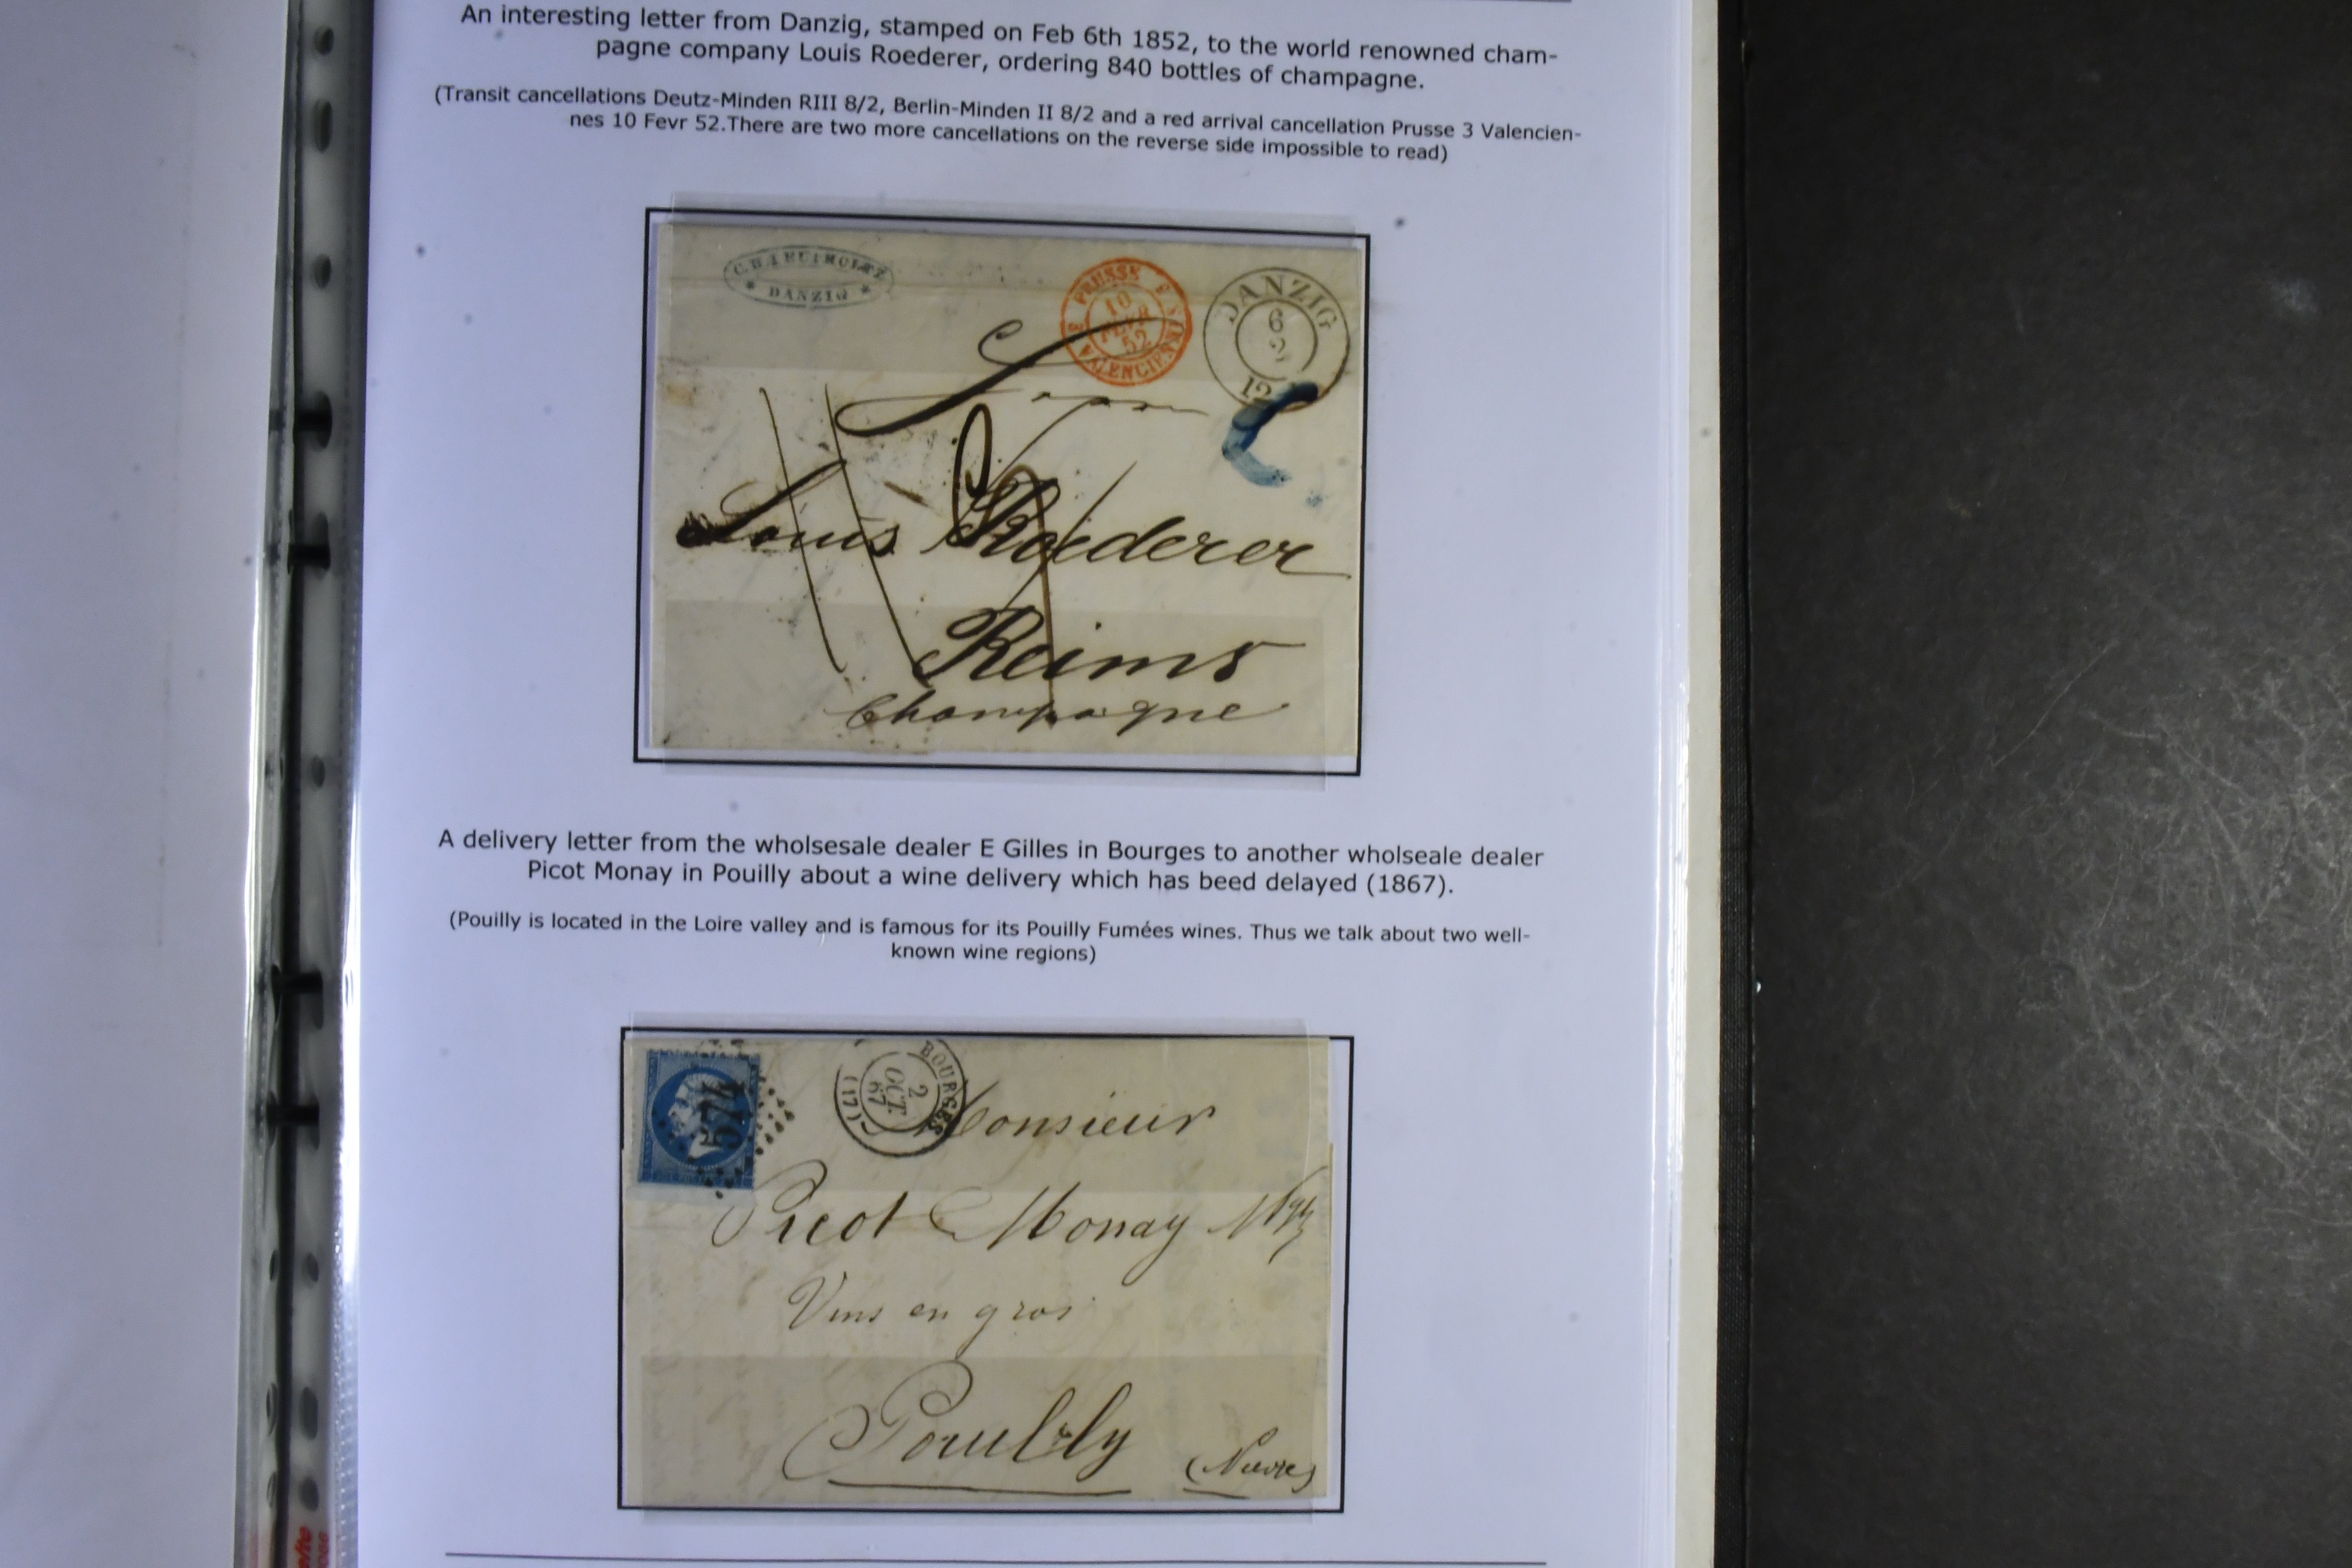 An interesting letter from Danzig, stamped on Feb 6th 1852, to the world renowned cham-
pagne company Louis Roederer, ordering 840 bottles of champagne.
(Transit cancellations Deutz-Minden RIII 8/2, Berlin-Minden II 8/2 and a red arrival cancellation Prusse 3 Valencien-
nes 10 Fevr 52.There are two more cancellations on the reverse side impossible to read)
DANZIG
PRUSSE
10
FEVR
52
3 VALENCIENNES
DANZIG
6
2
12
Louis Roederer
Reims
Champagne
A delivery letter from the wholsesale dealer E Gilles in Bourges to another wholseale dealer
Picot Monay in Pouilly about a wine delivery which has beed delayed (1867).
(Pouilly is located in the Loire valley and is famous for its Pouilly Fumées wines. Thus we talk about two well-
known wine regions)
574
BOURGES
2
OCT.
67
(17)
Monsieur
Picot Monay
Vins en gros
Pouilly
(Nièvre)